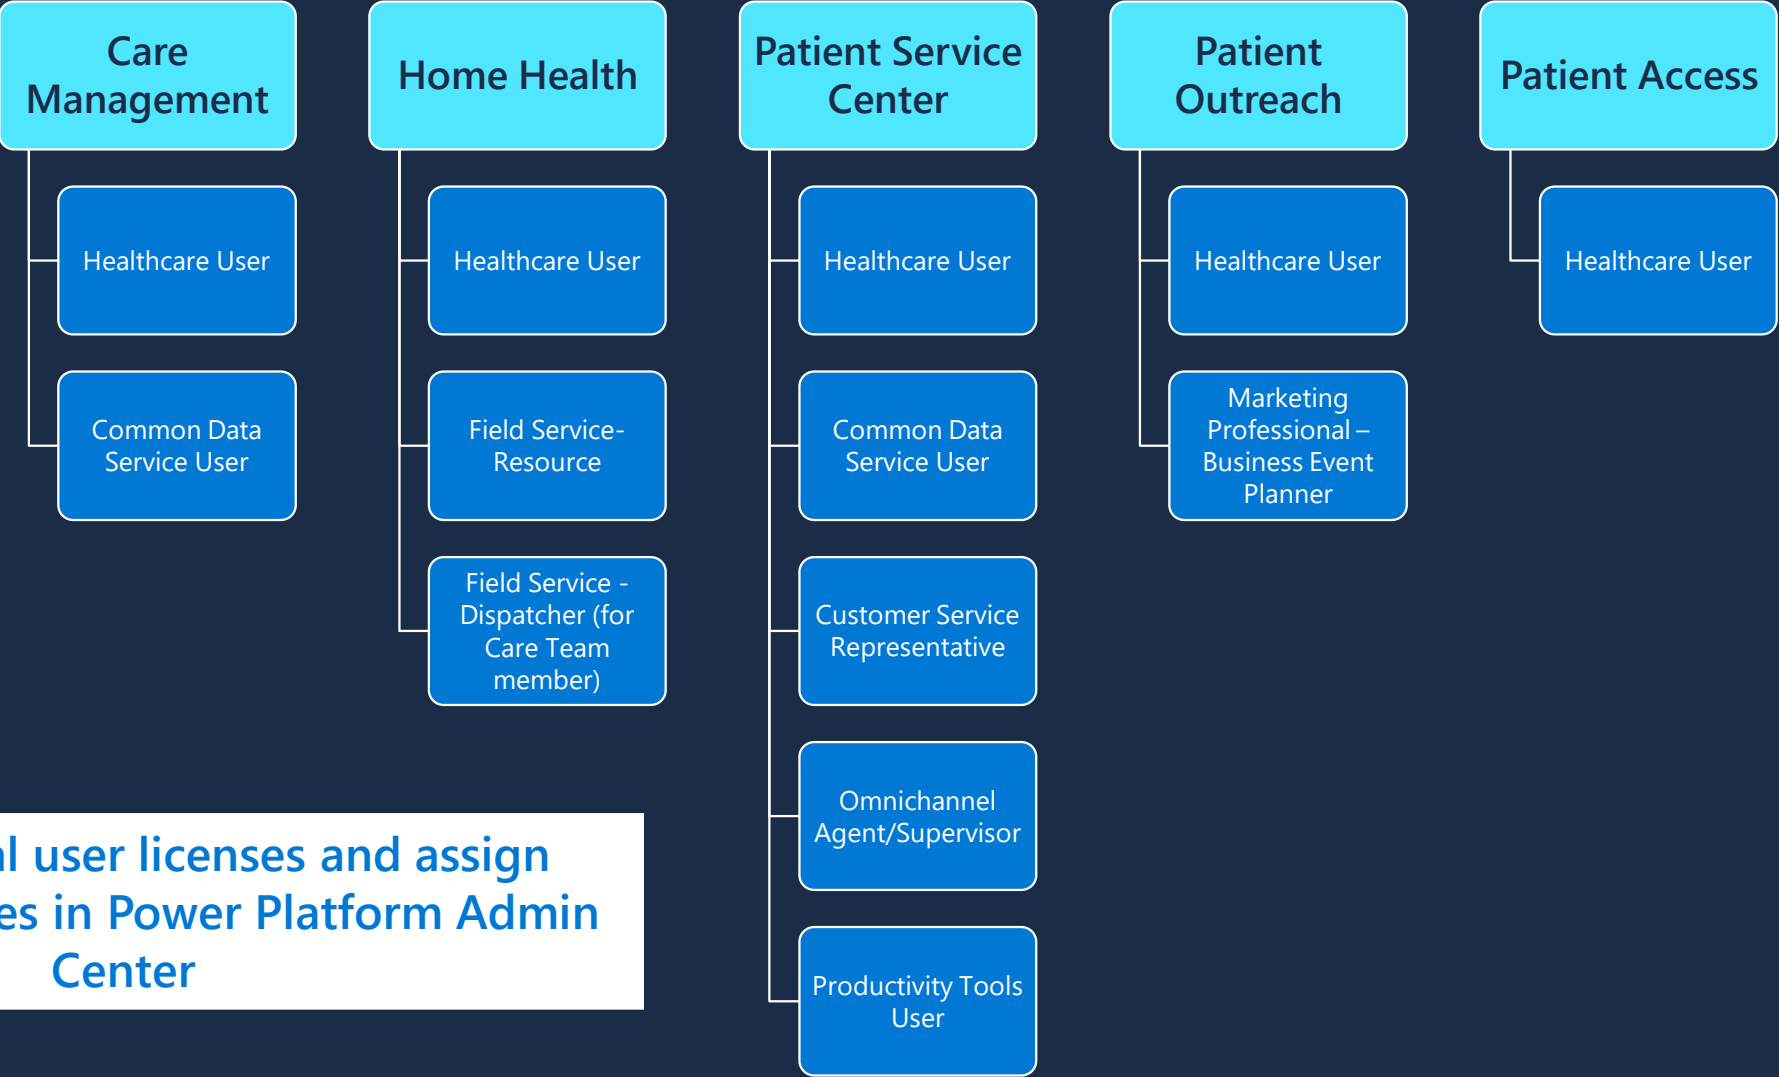 Care
Management
Healthcare User
Common Data
Service User
Home Health
Healthcare User
Field Service-
Resource
Field Service -
Dispatcher (for
Care Team
member)
Patient Service
Center
Healthcare User
Common Data
Service User
Customer Service
Representative
Omnichannel
Agent/Supervisor
Productivity Tools
User
Patient
Outreach
Healthcare User
Marketing
Professional –
Business Event
Planner
Patient Access
Healthcare User
user licenses and assign
in Power Platform Admin
Center